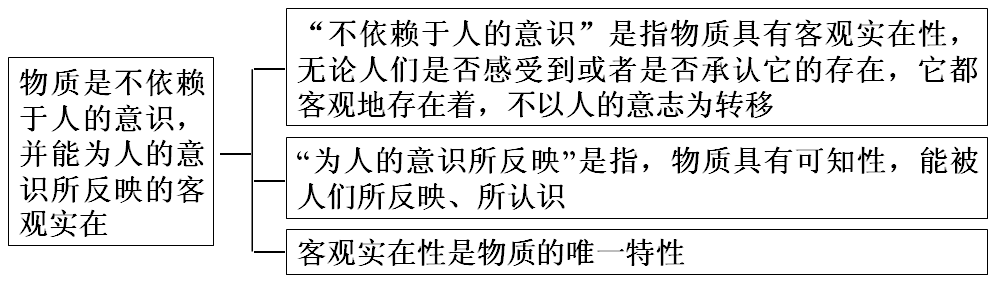 物质是不依赖
于人的意识，
并能为人的意
识所反映的客
观实在
“不依赖于人的意识”是指物质具有客观实在性，
无论人们是否感受到或者是否承认它的存在，它都
客观地存在着，不以人的意志为转移
“为人的意识所反映”是指，物质具有可知性，能被
人们所反映、所认识
客观实在性是物质的唯一特性